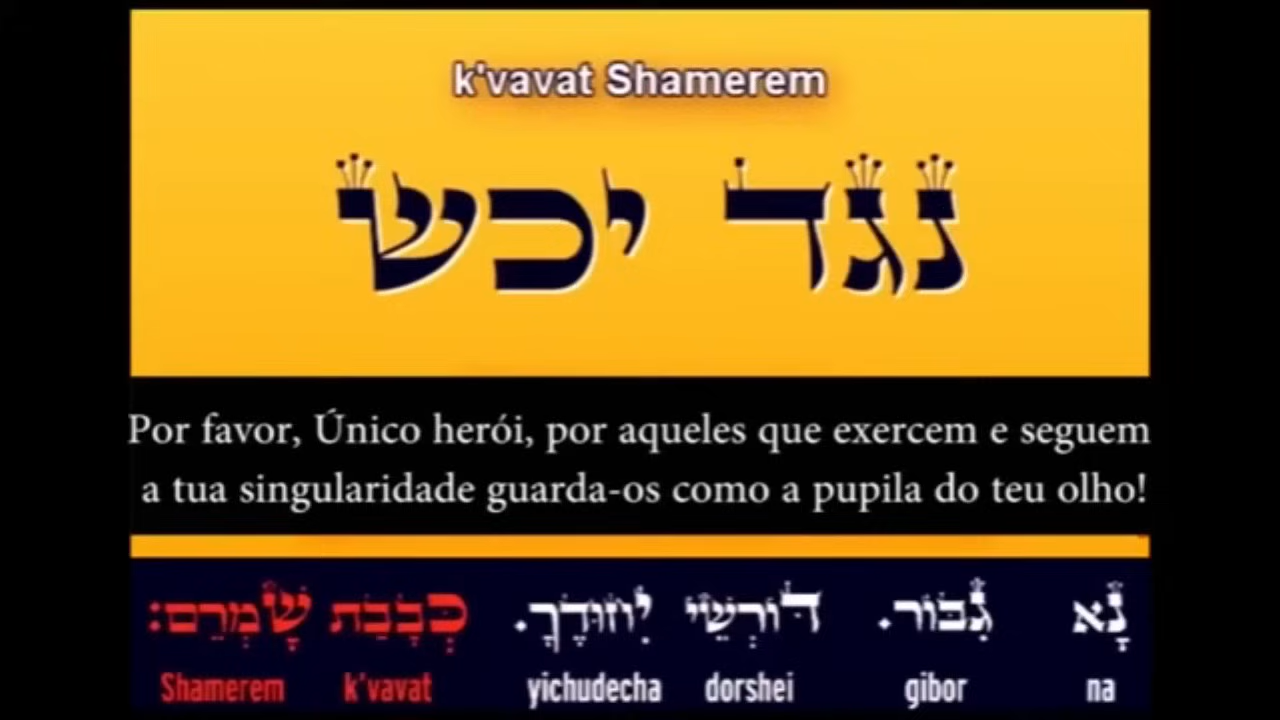 k'vavat Shamerem
נגד יכש
Por favor, Único herói, por aqueles que exercem e seguem
a tua singularidade guarda-os como a pupila do teu olho!
נָא גִּבּוֹר. דּוֹרְשֵׁי יִחוּדֶךָ. כְּבָבַת שָׁמְרֵם:
Shamerem k'vavat yichudecha dorshei gibor na